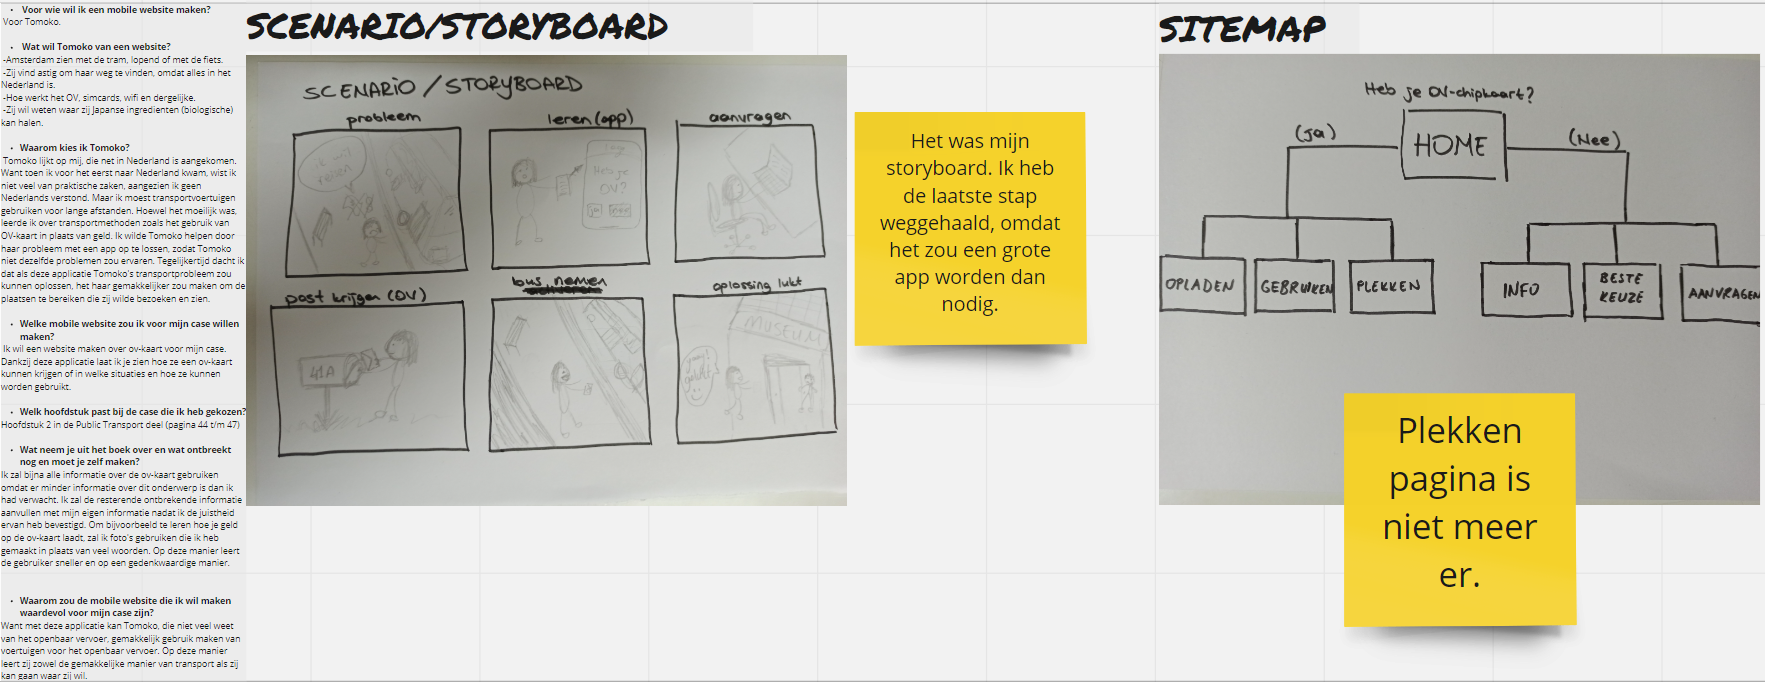 • Voor wie wil ik een mobile website maken?
Voor Tomoko.
• Wat wil Tomoko van een website?
-Amsterdam zien met de tram, lopend of met de fiets.
-Zij vind astig om haar weg te vinden, omdat alles in het
Nederland is.
-Hoe werkt het OV, simcards, wifi en dergelijke.
-Zij wil weten waar zij Japanse ingredienten (biologische)
kan halen.
• Waarom kies ik Tomoko?
Tomoko lijkt op mij, die net in Nederland is aangekomen.
Want toen ik voor het eerst naar Nederland kwam, wist ik
niet veel van praktische zaken, aangezien ik geen
Nederlands verstond. Maar ik moest transportvoertuigen
gebruiken voor lange afstanden. Hoewel het moeilijk was,
leerde ik over transportmethoden zoals het gebruik van
OV-kaart in plaats van geld. Ik wilde Tomoko helpen door
haar probleem met een app op te lossen, zodat Tomoko
niet dezelfde problemen zou ervaren. Tegelijkertijd dacht ik
dat als deze applicatie Tomoko's transportprobleem zou
kunnen oplossen, het haar gemakkelijker zou maken om de
plaatsen te bereiken die zij wilde bezoeken en zien.
• Welke mobile website zou ik voor mijn case willen
maken?
Ik wil een website maken over ov-kaart voor mijn case.
Dankzij deze applicatie laat ik je zien hoe ze een ov-kaart
kunnen krijgen of in welke situaties en hoe ze kunnen
worden gebruikt.
• Welk hoofdstuk past bij de case die ik heb gekozen?
Hoofdstuk 2 in de Public Transport deel (pagina 44 t/m 47)
• Wat neem je uit het boek over en wat ontbreekt
nog en moet je zelf maken?
Ik zal bijna alle informatie over de ov-kaart gebruiken
omdat er minder informatie over dit onderwerp is dan ik
had verwacht. Ik zal de resterende ontbrekende informatie
aanvullen met mijn eigen informatie nadat ik de juistheid
ervan heb bevestigd. Om bijvoorbeeld te leren hoe je geld
op de ov-kaart laadt, zal ik foto's gebruiken die ik heb
gemaakt in plaats van veel woorden. Op deze manier leert
de gebruiker sneller en op een gedenkwaardige manier.
• Waarom zou de mobile website die ik wil maken
waardevol voor mijn case zijn?
Want met deze applicatie kan Tomoko, die niet veel weet
van het openbaar vervoer, gemakkelijk gebruik maken van
voertuigen voor het openbaar vervoer. Op deze manier
leert zij zowel de gemakkelijke manier van transport als zij
kan gaan waar zij wil.
SCENARIO/STORYBOARD
SCENARIO / STORYBOARD
probleem
leren (app)
aanvragen
Heb je
OV?
post krijgen (OV)
bus nemen
oplossing lukt
41A
MUSEUM
Het was mijn
storyboard. Ik heb
de laatste stap
weggehaald, omdat
het zou een grote
app worden dan
nodig.
SITEMAP
Heb je OV-chipkaart?
(Ja)
HOME
(Nee)
OPLADEN
GEBRUIKEN
PLEKKEN
INFO
BESTE
KEUZE
AANVRAGEN
Plekken
pagina is
niet meer
er.